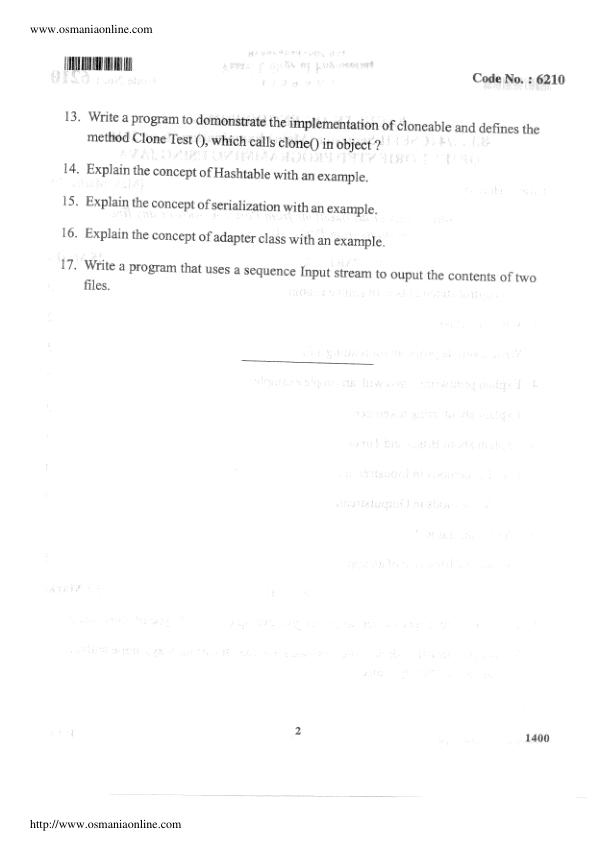 www.osmaniaonline.com
Code No. : 6210
13. Write a program to domonstrate the implementation of cloneable and defines the
method Clone Test (), which calls clone() in object ?
14. Explain the concept of Hashtable with an example.
15. Explain the concept of serialization with an example.
16. Explain the concept of adapter class with an example.
17. Write a program that uses a sequence Input stream to ouput the contents of two
files.
2
1400
http://www.osmaniaonline.com